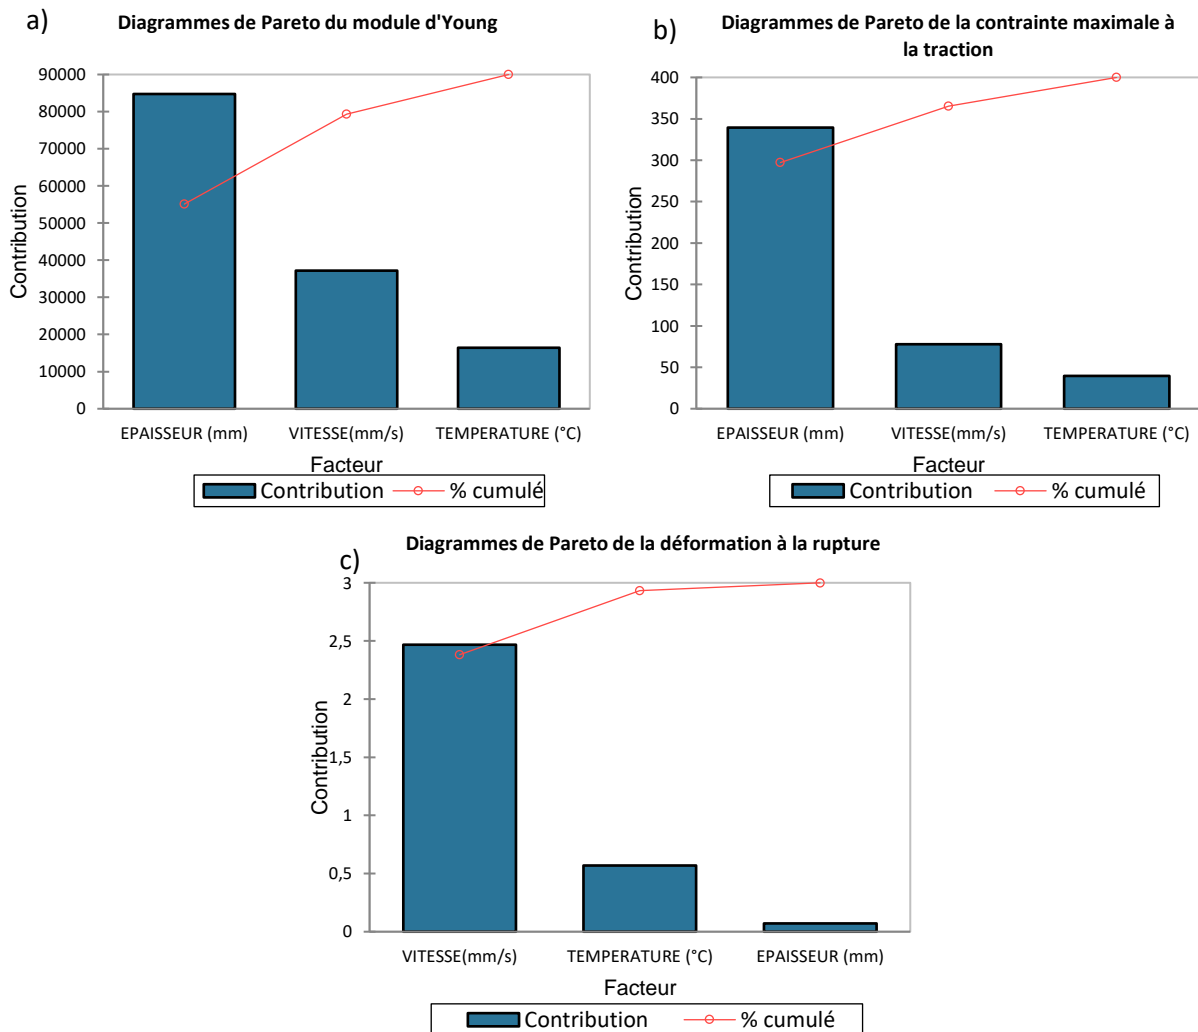 a)
Diagrammes de Pareto du module d'Young
90000
80000
70000
60000
50000
40000
30000
20000
10000
0
Contribution
EPAISSEUR (mm) VITESSE(mm/s) TEMPERATURE (°C)
Facteur
Contribution % cumulé
b)
Diagrammes de Pareto de la contrainte maximale à
la traction
400
350
300
250
200
150
100
50
0
Contribution
EPAISSEUR (mm) VITESSE(mm/s) TEMPERATURE (°C)
Facteur
Contribution % cumulé
c)
Diagrammes de Pareto de la déformation à la rupture
3
2,5
2
1,5
1
0,5
0
Contribution
VITESSE(mm/s) TEMPERATURE (°C) EPAISSEUR (mm)
Facteur
Contribution % cumulé